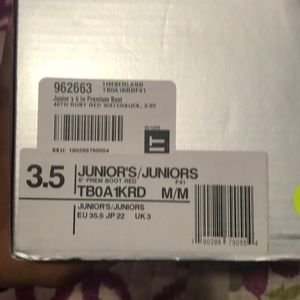 962663
TIMBERLAND
TB0A1KRDF41
Junior's 6 In Premium Boot
40TH RUBY RED WATERBUCK, 3.5Y
SKU: 190288750554
3.5
JUNIOR'S/JUNIORS
6" PREM BOOT RED
F41
TB0A1KRD M/M
JUNIOR'S/JUNIORS
EU 35.5 JP 22 UK 3